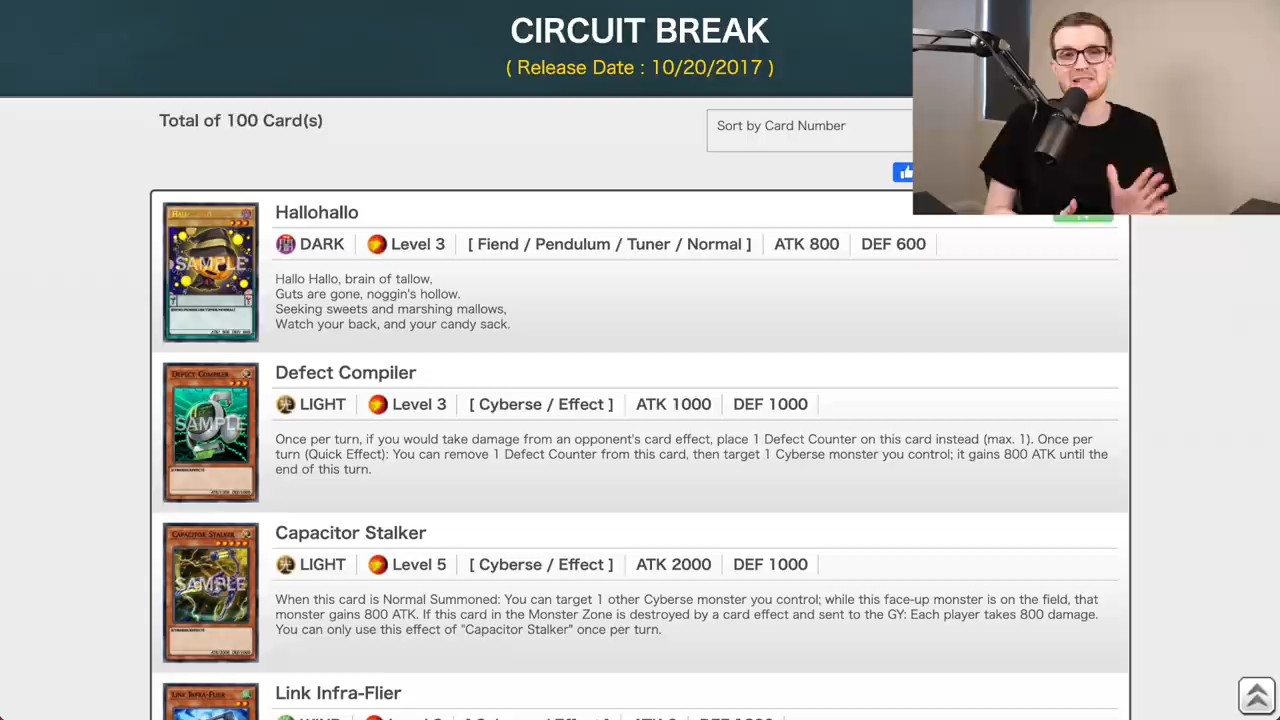 CIRCUIT BREAK
( Release Date : 10/20/2017 )
Total of 100 Card(s)
Sort by Card Number
Hallohallo
SAMPLE
DARK Level 3 [ Fiend / Pendulum / Tuner / Normal ] ATK 800 DEF 600
Hallo Hallo, brain of tallow,
Guts are gone, noggin's hollow.
Seeking sweets and marshing mallows,
Watch your back, and your candy sack.
Defect Compiler
DEFECT COMPILER
SAMPLE
LIGHT Level 3 [ Cyberse / Effect ] ATK 1000 DEF 1000
Once per turn, if you would take damage from an opponent's card effect, place 1 Defect Counter on this card instead (max. 1). Once per
turn (Quick Effect): You can remove 1 Defect Counter from this card, then target 1 Cyberse monster you control; it gains 800 ATK until the
end of this turn.
Capacitor Stalker
CAPACITOR STALKER
SAMPLE
LIGHT Level 5 [ Cyberse / Effect ] ATK 2000 DEF 1000
When this card is Normal Summoned: You can target 1 other Cyberse monster you control; while this face-up monster is on the field, that
monster gains 800 ATK. If this card in the Monster Zone is destroyed by a card effect and sent to the GY: Each player takes 800 damage.
You can only use this effect of "Capacitor Stalker" once per turn.
Link Infra-Flier
LINK INFRA-FLIER